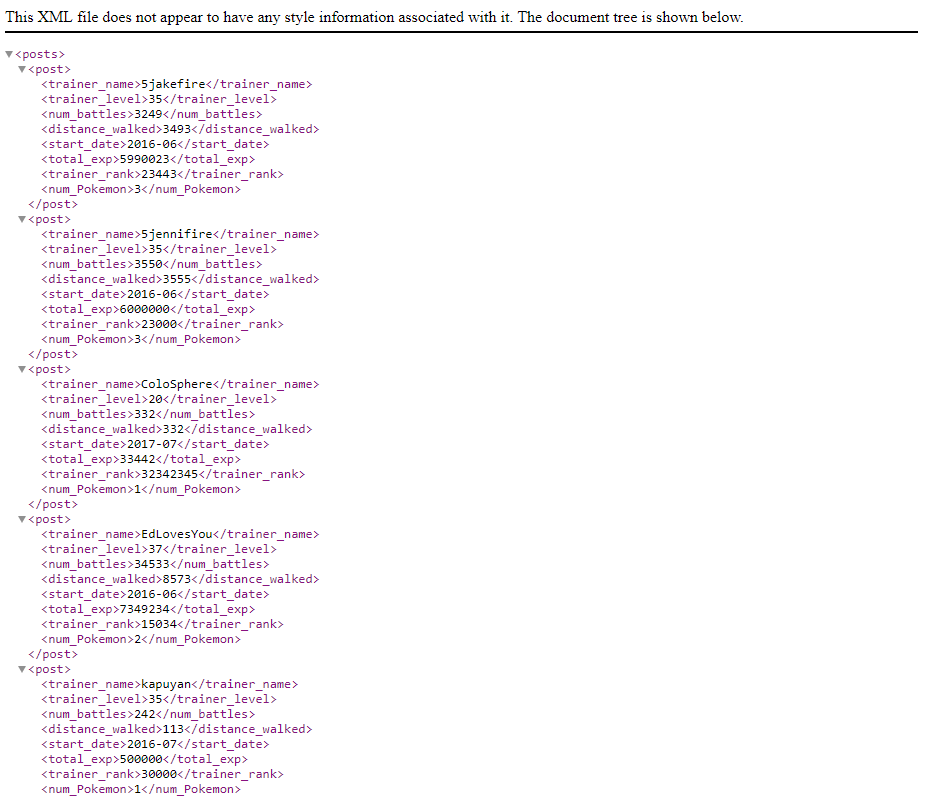 This XML file does not appear to have any style information associated with it. The document tree is shown below.
<posts>
<post>
<trainer_name>5jakefire</trainer_name>
<trainer_level>35</trainer_level>
<num_battles>3249</num_battles>
<distance_walked>3493</distance_walked>
<start_date>2016-06</start_date>
<total_exp>5990023</total_exp>
<trainer_rank>23443</trainer_rank>
<num_Pokemon>3</num_Pokemon>
</post>
<post>
<trainer_name>5jennifire</trainer_name>
<trainer_level>35</trainer_level>
<num_battles>3550</num_battles>
<distance_walked>3555</distance_walked>
<start_date>2016-06</start_date>
<total_exp>6000000</total_exp>
<trainer_rank>23000</trainer_rank>
<num_Pokemon>3</num_Pokemon>
</post>
<post>
<trainer_name>ColoSphere</trainer_name>
<trainer_level>20</trainer_level>
<num_battles>332</num_battles>
<distance_walked>332</distance_walked>
<start_date>2017-07</start_date>
<total_exp>33442</total_exp>
<trainer_rank>32342345</trainer_rank>
<num_Pokemon>1</num_Pokemon>
</post>
<post>
<trainer_name>EdLovesYou</trainer_name>
<trainer_level>37</trainer_level>
<num_battles>34533</num_battles>
<distance_walked>8573</distance_walked>
<start_date>2016-06</start_date>
<total_exp>7349234</total_exp>
<trainer_rank>15034</trainer_rank>
<num_Pokemon>2</num_Pokemon>
</post>
<post>
<trainer_name>kapuyan</trainer_name>
<trainer_level>35</trainer_level>
<num_battles>242</num_battles>
<distance_walked>113</distance_walked>
<start_date>2016-07</start_date>
<total_exp>500000</total_exp>
<trainer_rank>30000</trainer_rank>
<num_Pokemon>1</num_Pokemon>